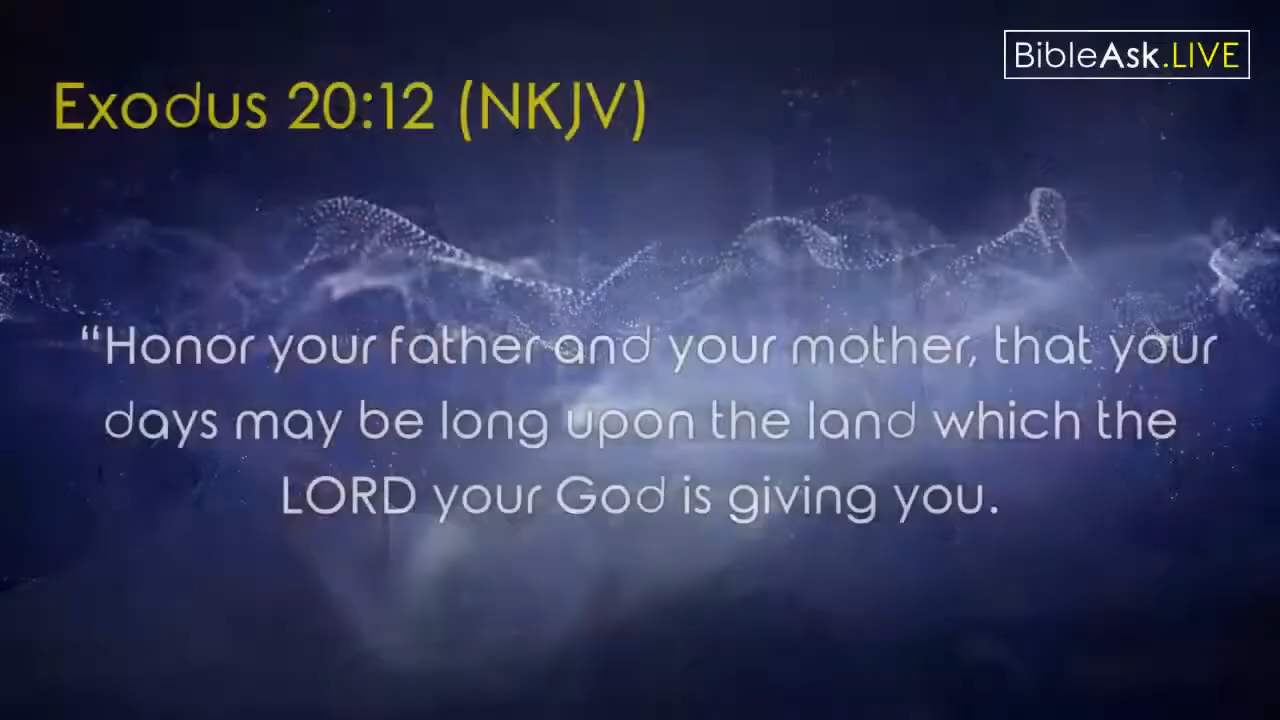 BibleAsk.LIVE
Exodus 20:12 (NKJV)
“Honor your father and your mother, that your
days may be long upon the land which the
LORD your God is giving you.